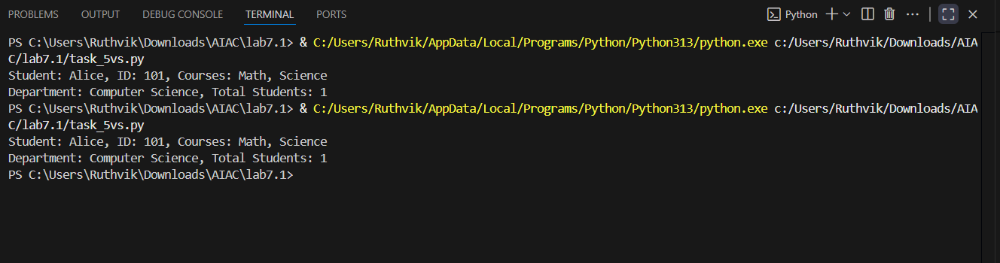 PROBLEMS OUTPUT DEBUG CONSOLE TERMINAL PORTS Python
PS C:\Users\Ruthvik\Downloads\AIAC\lab7.1> & C:/Users/Ruthvik/AppData/Local/Programs/Python/Python313/python.exe c:/Users/Ruthvik/Downloads/AIA
C/lab7.1/task_5vs.py
Student: Alice, ID: 101, Courses: Math, Science
Department: Computer Science, Total Students: 1
PS C:\Users\Ruthvik\Downloads\AIAC\lab7.1> & C:/Users/Ruthvik/AppData/Local/Programs/Python/Python313/python.exe c:/Users/Ruthvik/Downloads/AIA
C/lab7.1/task_5vs.py
Student: Alice, ID: 101, Courses: Math, Science
Department: Computer Science, Total Students: 1
PS C:\Users\Ruthvik\Downloads\AIAC\lab7.1>